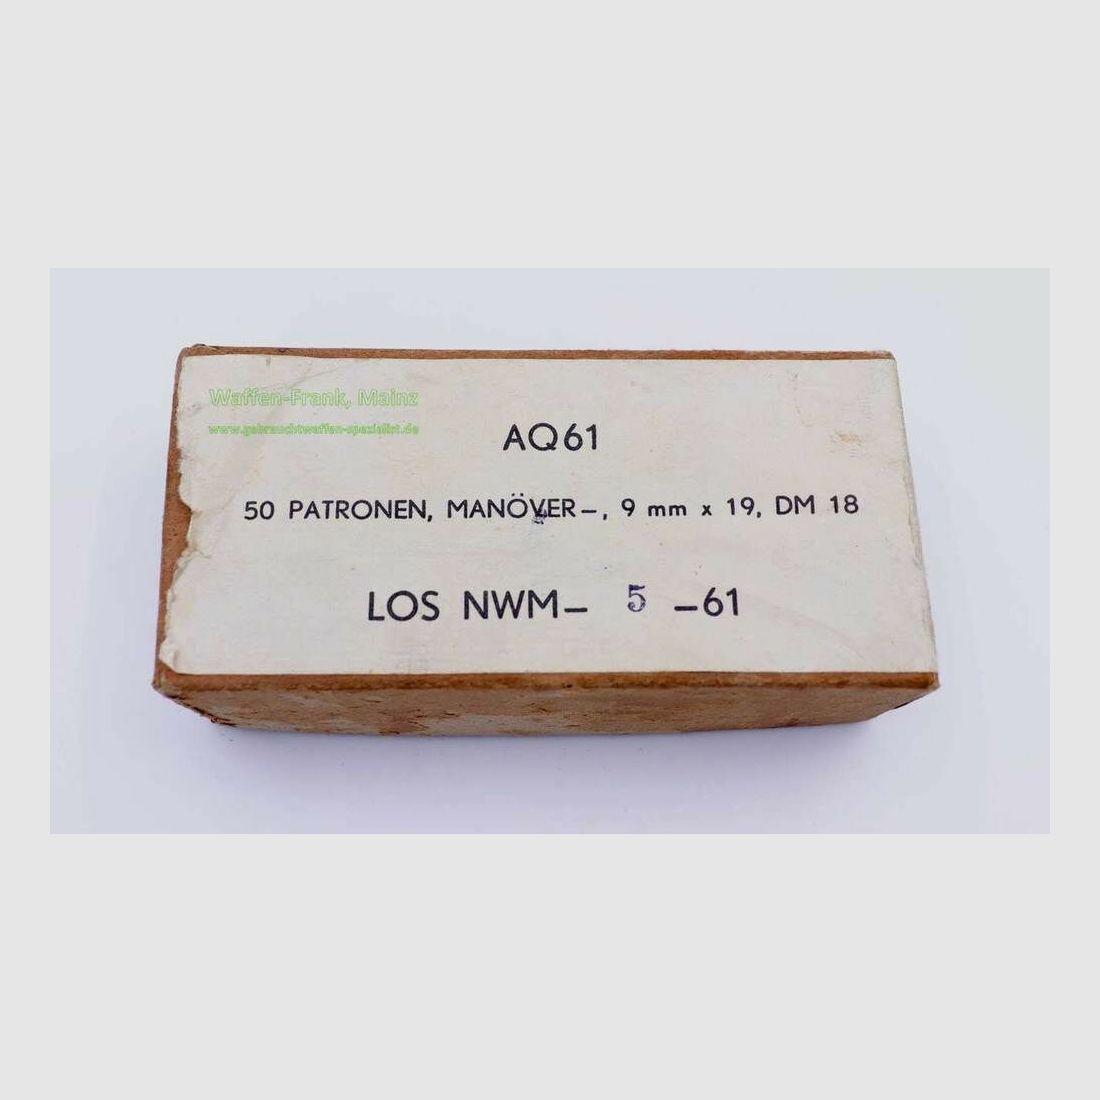 Waffen-Frank, Mainz
www.gebrauchtwaffen-spezialist.de
AQ61
50 PATRONEN, MANÖVER–, 9 mm x 19, DM 18
LOS NWM– 5 –61